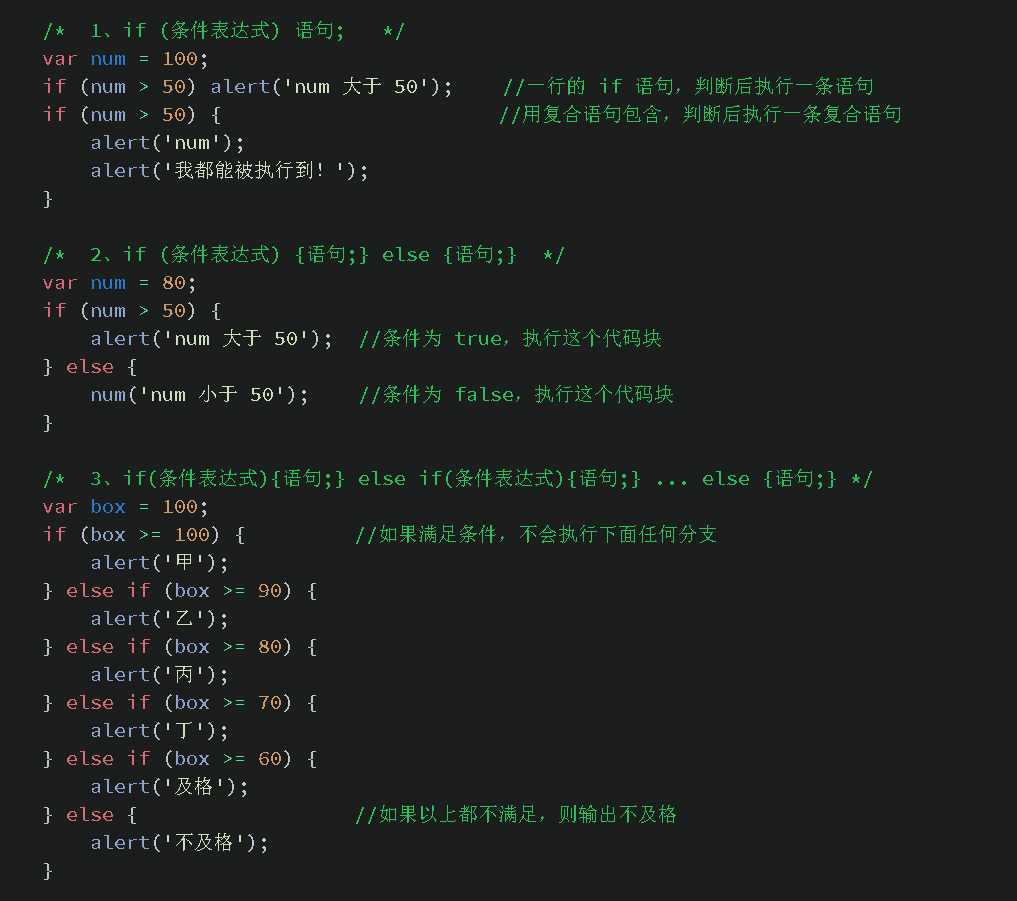 /*  1、if (条件表达式) 语句;   */
var num = 100;
if (num > 50) alert('num 大于 50');    //一行的 if 语句，判断后执行一条语句
if (num > 50) {                       //用复合语句包含，判断后执行一条复合语句
    alert('num');
    alert('我都能被执行到！');
}

/*  2、if (条件表达式) {语句;} else {语句;}  */
var num = 80;
if (num > 50) {
    alert('num 大于 50');  //条件为 true，执行这个代码块
} else {
    num('num 小于 50');    //条件为 false，执行这个代码块
}

/*  3、if(条件表达式){语句;} else if(条件表达式){语句;} ... else {语句;} */
var box = 100;
if (box >= 100) {         //如果满足条件，不会执行下面任何分支
    alert('甲');
} else if (box >= 90) {
    alert('乙');
} else if (box >= 80) {
    alert('丙');
} else if (box >= 70) {
    alert('丁');
} else if (box >= 60) {
    alert('及格');
} else {                  //如果以上都不满足，则输出不及格
    alert('不及格');
}